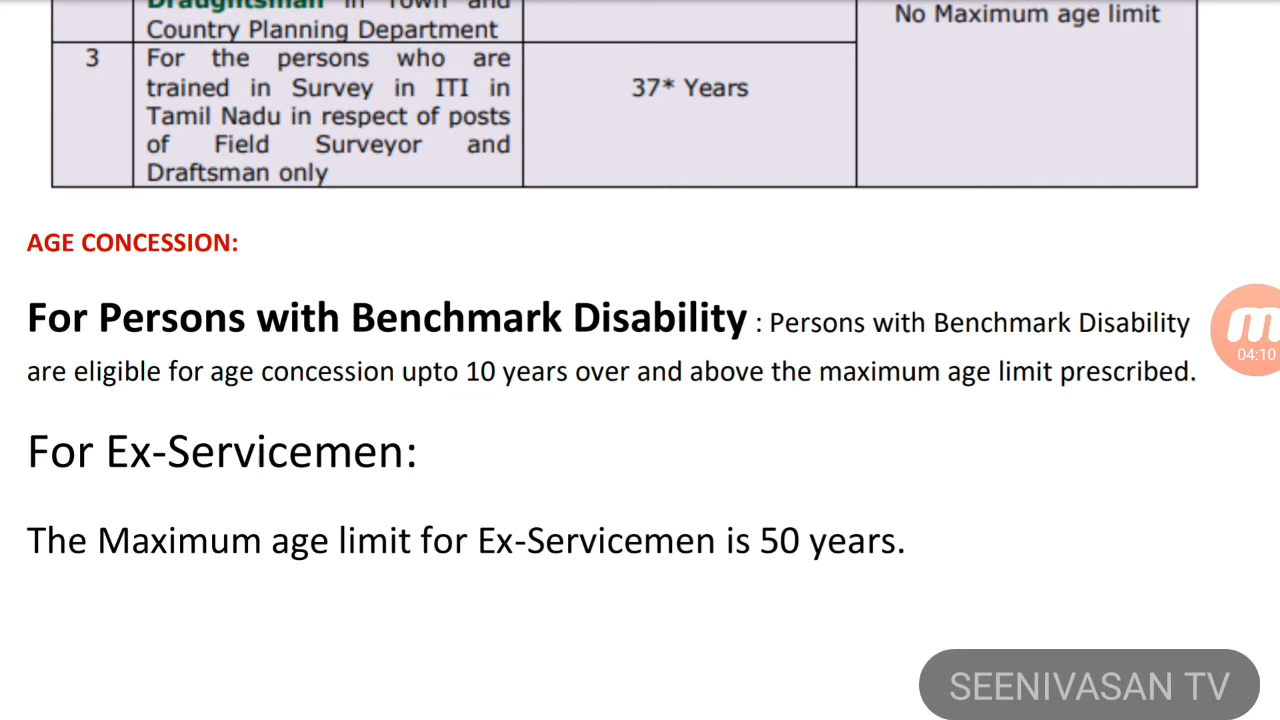 Draughtsman in Town and
Country Planning Department
No Maximum age limit
3
For the persons who are
trained in Survey in ITI in
Tamil Nadu in respect of posts
of Field Surveyor and
Draftsman only
37* Years
AGE CONCESSION:
For Persons with Benchmark Disability : Persons with Benchmark Disability
are eligible for age concession upto 10 years over and above the maximum age limit prescribed.
For Ex-Servicemen:
The Maximum age limit for Ex-Servicemen is 50 years.
04:10
SEENIVASAN TV